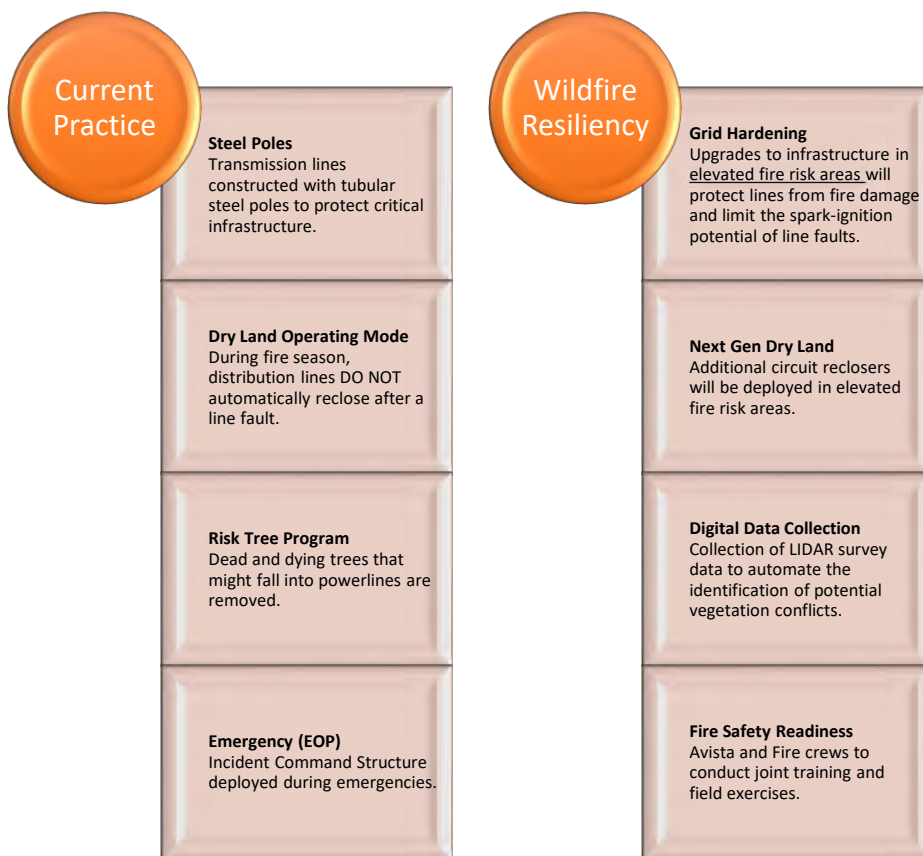 Current
Practice
Steel Poles
Transmission lines
constructed with tubular
steel poles to protect critical
infrastructure.
Dry Land Operating Mode
During fire season,
distribution lines DO NOT
automatically reclose after a
line fault.
Risk Tree Program
Dead and dying trees that
might fall into powerlines are
removed.
Emergency (EOP)
Incident Command Structure
deployed during emergencies.
Wildfire
Resiliency
Grid Hardening
Upgrades to infrastructure in
elevated fire risk areas will
protect lines from fire damage
and limit the spark-ignition
potential of line faults.
Next Gen Dry Land
Additional circuit reclosers
will be deployed in elevated
fire risk areas.
Digital Data Collection
Collection of LIDAR survey
data to automate the
identification of potential
vegetation conflicts.
Fire Safety Readiness
Avista and Fire crews to
conduct joint training and
field exercises.